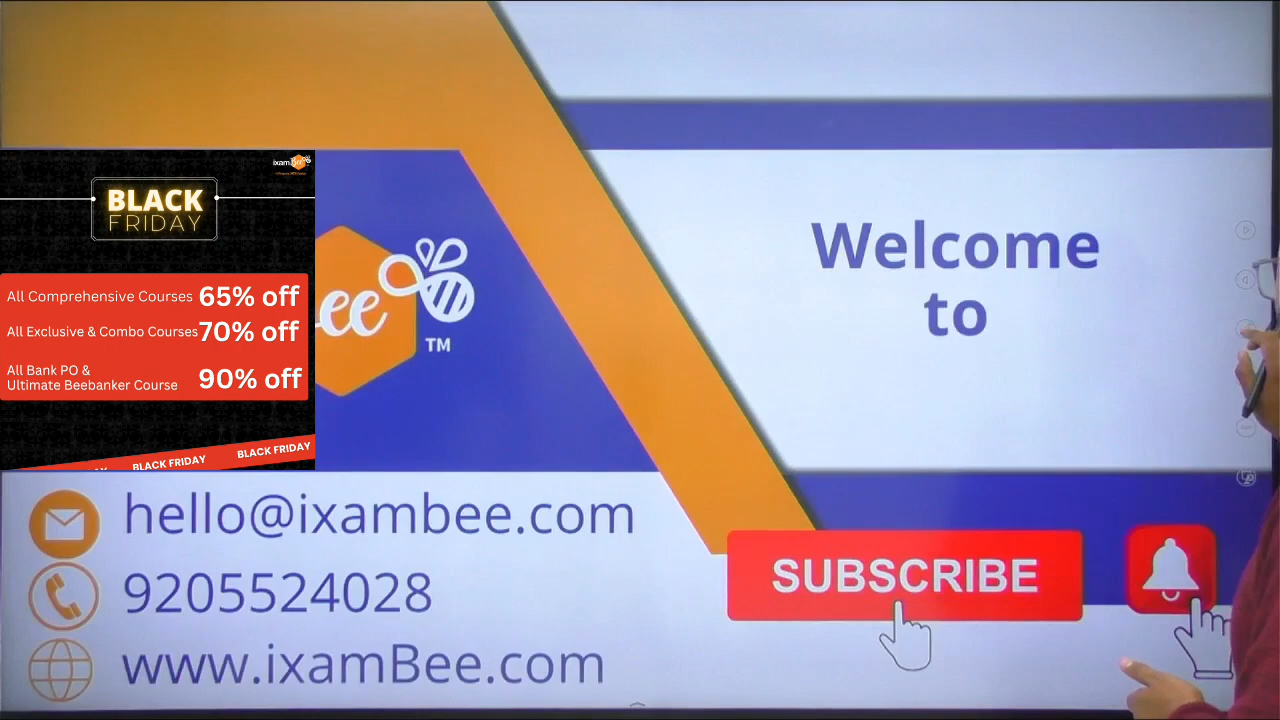 ixamBee
BLACK
FRIDAY
All Comprehensive Courses 65% off
All Exclusive & Combo Courses 70% off
All Bank PO &
Ultimate Beebanker Course 90% off
BLACK FRIDAY
BLACK FRIDAY
ee
TM
Welcome
to
hello@ixambee.com
9205524028
www.ixamBee.com
SUBSCRIBE